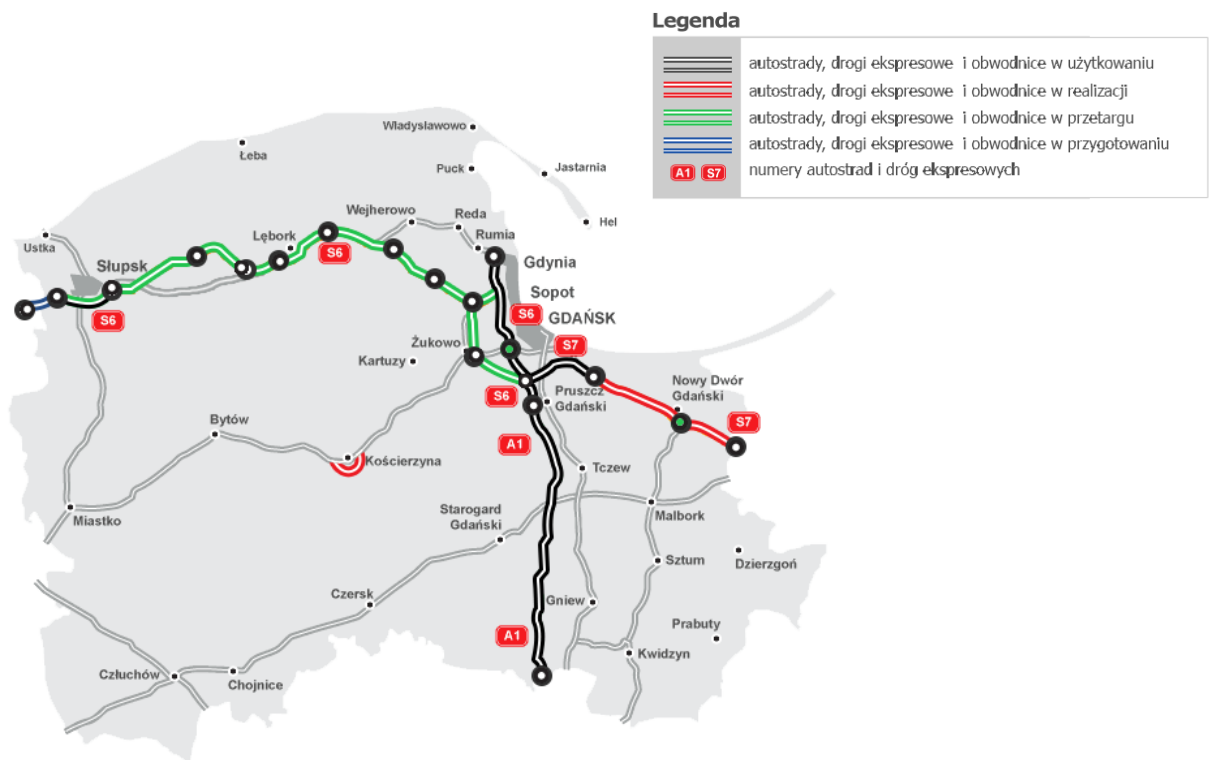 Legenda
autostrady, drogi ekspresowe i obwodnice w użytkowaniu
autostrady, drogi ekspresowe i obwodnice w realizacji
autostrady, drogi ekspresowe i obwodnice w przetargu
autostrady, drogi ekspresowe i obwodnice w przygotowaniu
A1 S7 numery autostrad i dróg ekspresowych
Władysławowo
Łeba
Puck
Jastarnia
Wejherowo
Reda
Hel
Rumia
Ustka
Lębork
S6
Gdynia
Słupsk
Sopot
S6
S6
GDAŃSK
Żukowo
S7
Kartuzy
Nowy Dwór
Gdański
S6
Pruszcz
Gdański
Bytów
S7
A1
Kościerzyna
Tczew
Starogard
Gdański
Miastko
Malbork
Sztum
Dzierzgoń
Czersk
Gniew
Prabuty
A1
Kwidzyn
Człuchów
Chojnice